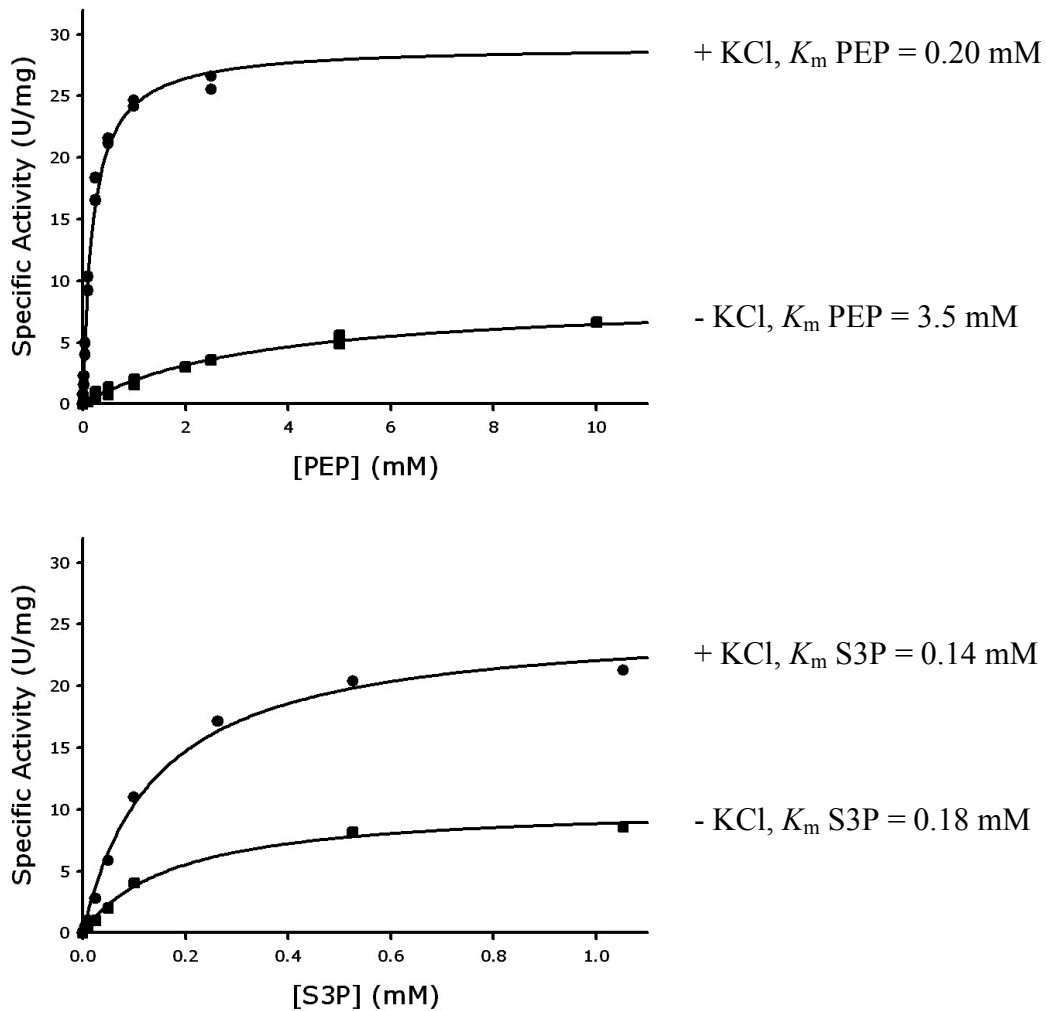 30
25
20
15
10
5
0
Specific Activity (U/mg)
0 2 4 6 8 10
[PEP] (mM)
+ KCl, Km PEP = 0.20 mM
- KCl, Km PEP = 3.5 mM
30
25
20
15
10
5
0
Specific Activity (U/mg)
0.0 0.2 0.4 0.6 0.8 1.0
[S3P] (mM)
+ KCl, Km S3P = 0.14 mM
- KCl, Km S3P = 0.18 mM